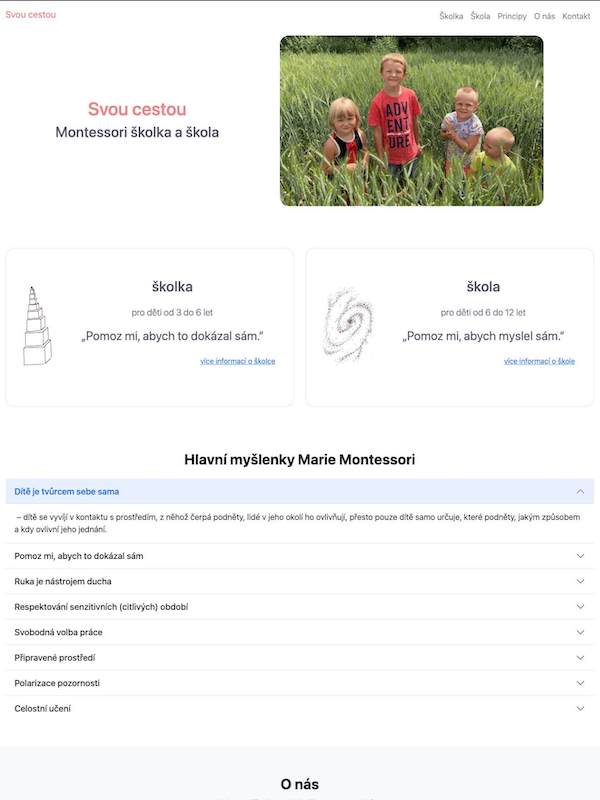 Svou cestou
Školka Škola Principy O nás Kontakt
ADV
ENT
URE
Svou cestou
Montessori školka a škola
školka
pro děti od 3 do 6 let
„Pomoz mi, abych to dokázal sám.“
více informací o školce
škola
pro děti od 6 do 12 let
„Pomoz mi, abych myslel sám.“
více informací o škole
Hlavní myšlenky Marie Montessori
Dítě je tvůrcem sebe sama
– dítě se vyvíjí v kontaktu s prostředím, z něhož čerpá podněty, lidé v jeho okolí ho ovlivňují, přesto pouze dítě samo určuje, které podněty, jakým způsobem
a kdy ovlivní jeho jednání.
Pomoz mi, abych to dokázal sám
Ruka je nástrojem ducha
Respektování senzitivních (citlivých) období
Svobodná volba práce
Připravené prostředí
Polarizace pozornosti
Celostní učení
O nás